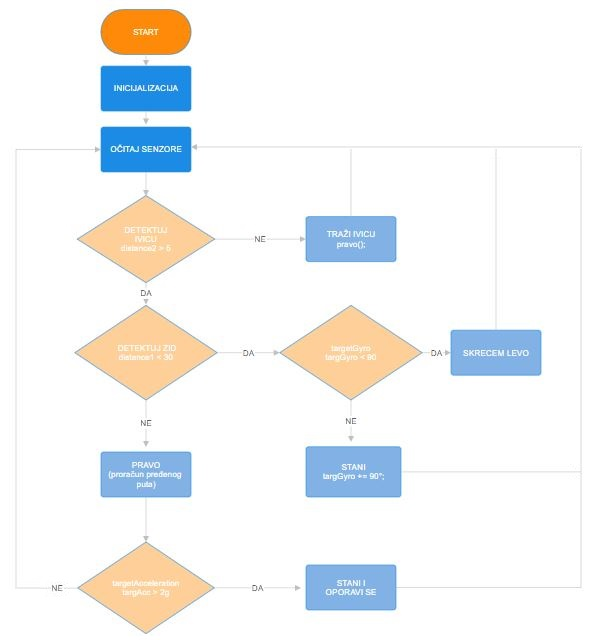 START
INICIJALIZACIJA
OČITAJ SENZORE
DETEKTUJ
IVICU
distance2 > 5
NE
TRAŽI IVICU
pravo();
DA
DETEKTUJ ZID
distance1 < 30
DA
targetGyro
targGyro < 90
DA
SKRECEM LEVO
NE
NE
PRAVO
(proračun pređenog
puta)
STANI
targGyro += 90°;
NE
targetAcceleration
targAcc > 2g
DA
STANI I
OPORAVI SE